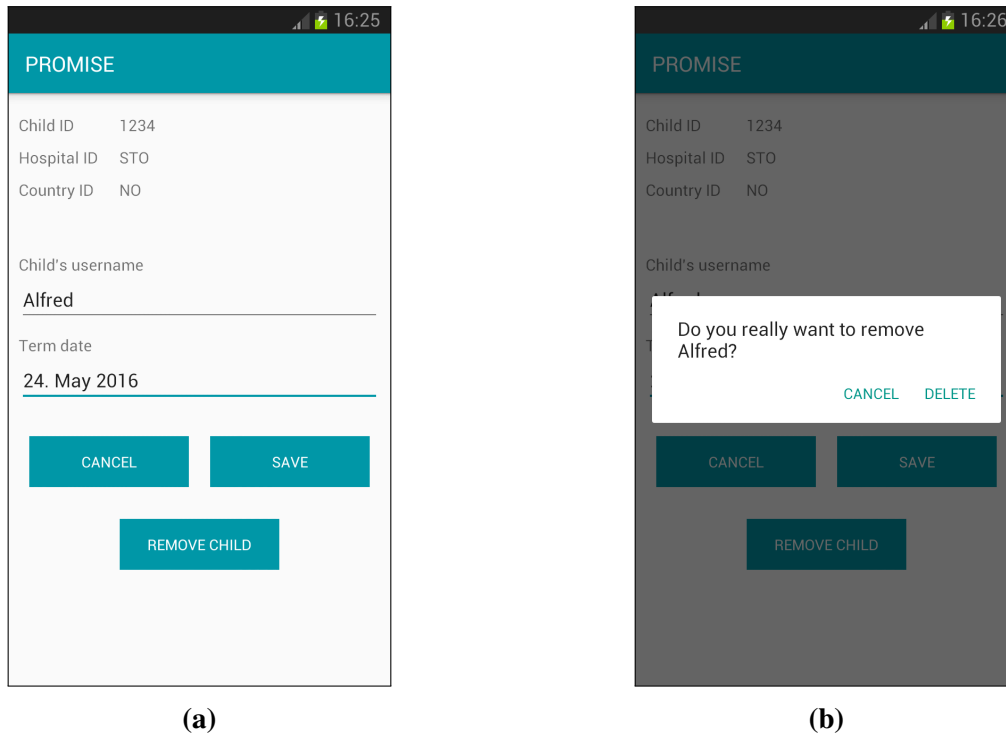 16:25
PROMISE
Child ID 1234
Hospital ID STO
Country ID NO
Child's username
Alfred
Term date
24. May 2016
CANCEL SAVE
REMOVE CHILD
(a)
16:26
PROMISE
Child ID 1234
Hospital ID STO
Country ID NO
Child's username
Do you really want to remove
Alfred?
CANCEL DELETE
CANCEL SAVE
REMOVE CHILD
(b)